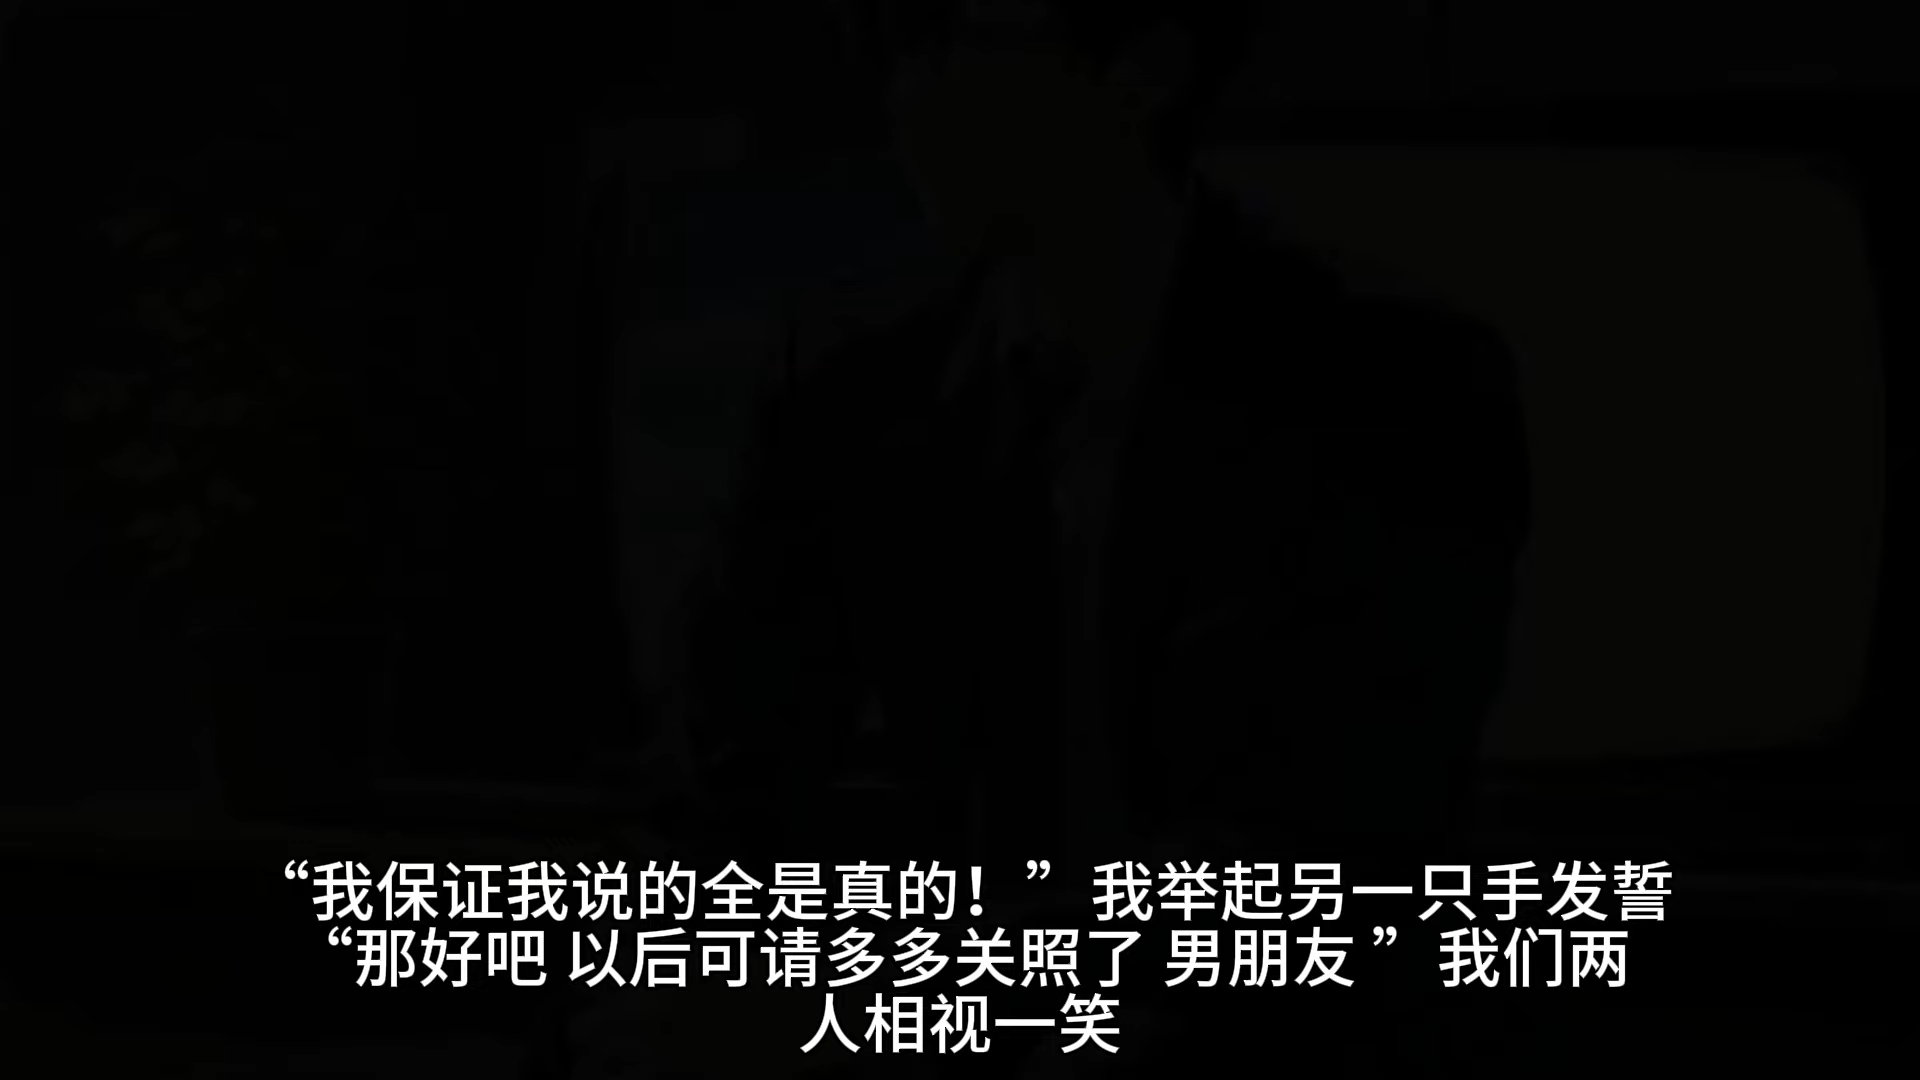 “我保证我说的全是真的！”我举起另一只手发誓
“那好吧 以后可请多多关照了 男朋友 ”我们两
人相视一笑